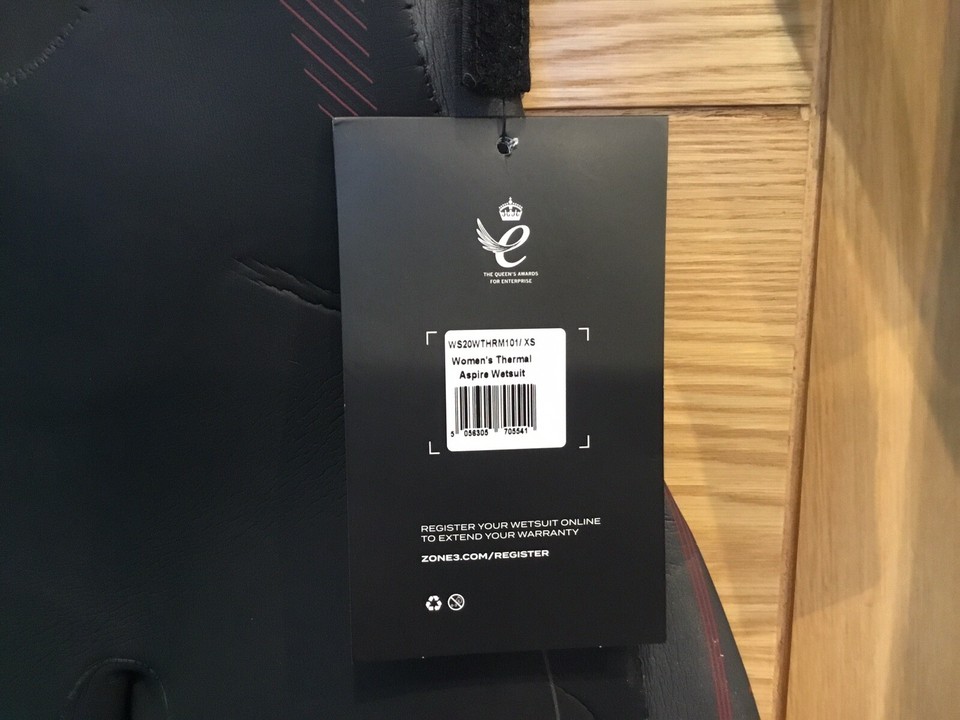 THE QUEEN'S AWARDS
FOR ENTERPRISE
WS20WTHRM101/ XS
Women's Thermal
Aspire Wetsuit
5 056305 705541
REGISTER YOUR WETSUIT ONLINE
TO EXTEND YOUR WARRANTY
ZONE3.COM/REGISTER